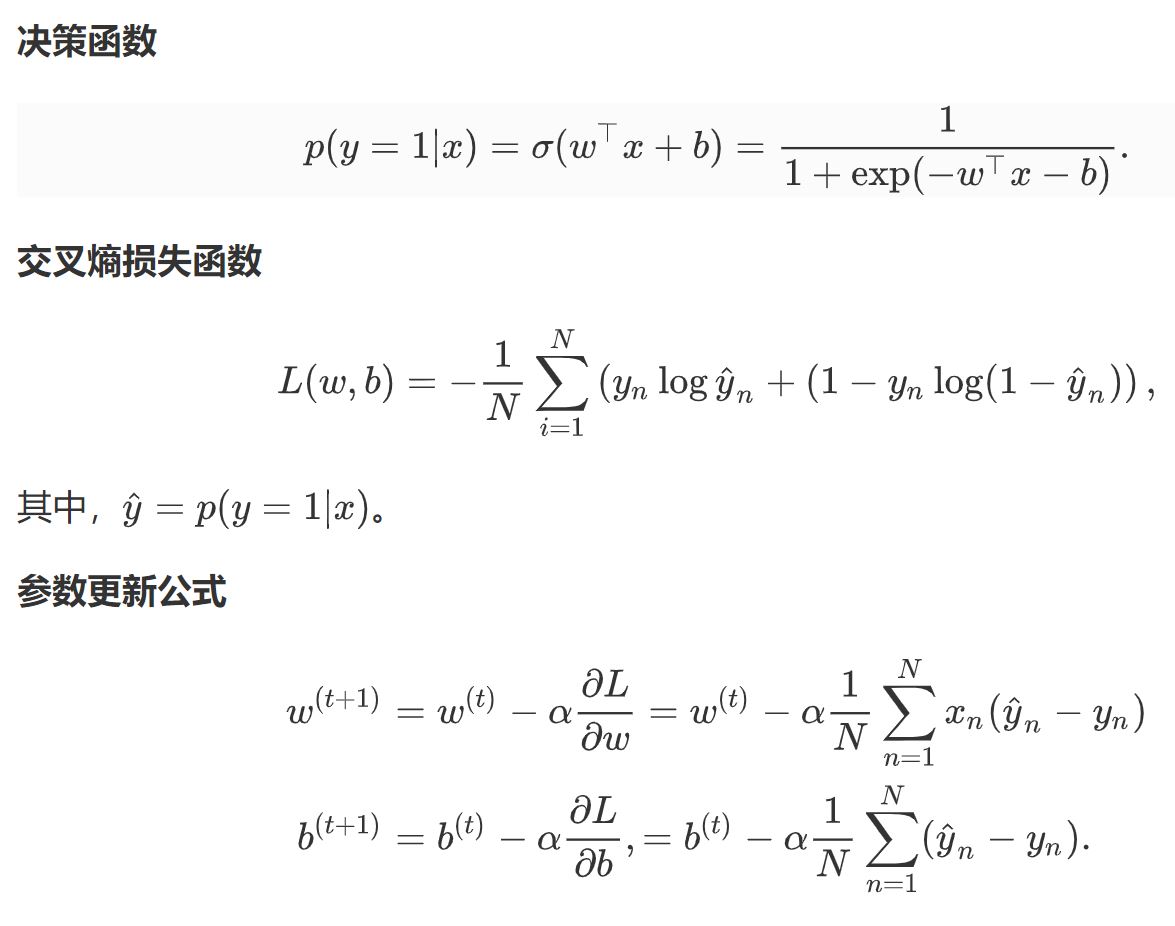 决策函数
$$p(y=1|x)=\sigma(w^\top x+b)=\frac{1}{1+\exp(-w^\top x-b)}.$$
交叉熵损失函数
$$L(w,b)=-\frac{1}{N}\sum_{i=1}^{N}(y_n\log\hat{y}_n+(1-y_n\log(1-\hat{y}_n)),$$
其中，$\hat{y}=p(y=1|x)$。
参数更新公式
$$w^{(t+1)}=w^{(t)}-\alpha\frac{\partial L}{\partial w}=w^{(t)}-\alpha\frac{1}{N}\sum_{n=1}^{N}x_n(\hat{y}_n-y_n)$$
$$b^{(t+1)}=b^{(t)}-\alpha\frac{\partial L}{\partial b},=b^{(t)}-\alpha\frac{1}{N}\sum_{n=1}^{N}(\hat{y}_n-y_n).$$